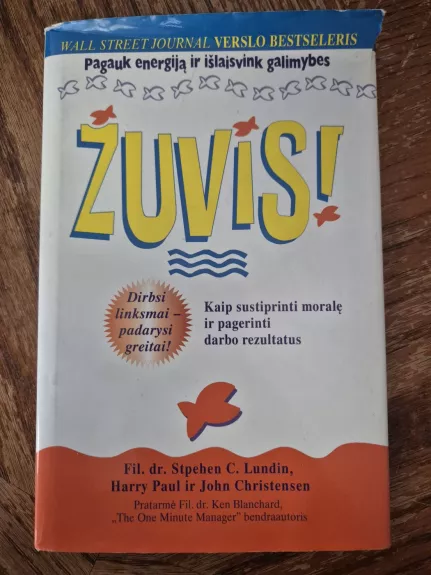 WALL STREET JOURNAL VERSLO BESTSELERIS
Pagauk energiją ir išlaisvink galimybes
ŽUVIS!
Dirbsi
linksmai –
padarysi
greitai!
Kaip sustiprinti moralę
ir pagerinti
darbo rezultatus
Fil. dr. Stpehen C. Lundin,
Harry Paul ir John Christensen
Pratarmė Fil. dr. Ken Blanchard,
„The One Minute Manager" bendraautoris